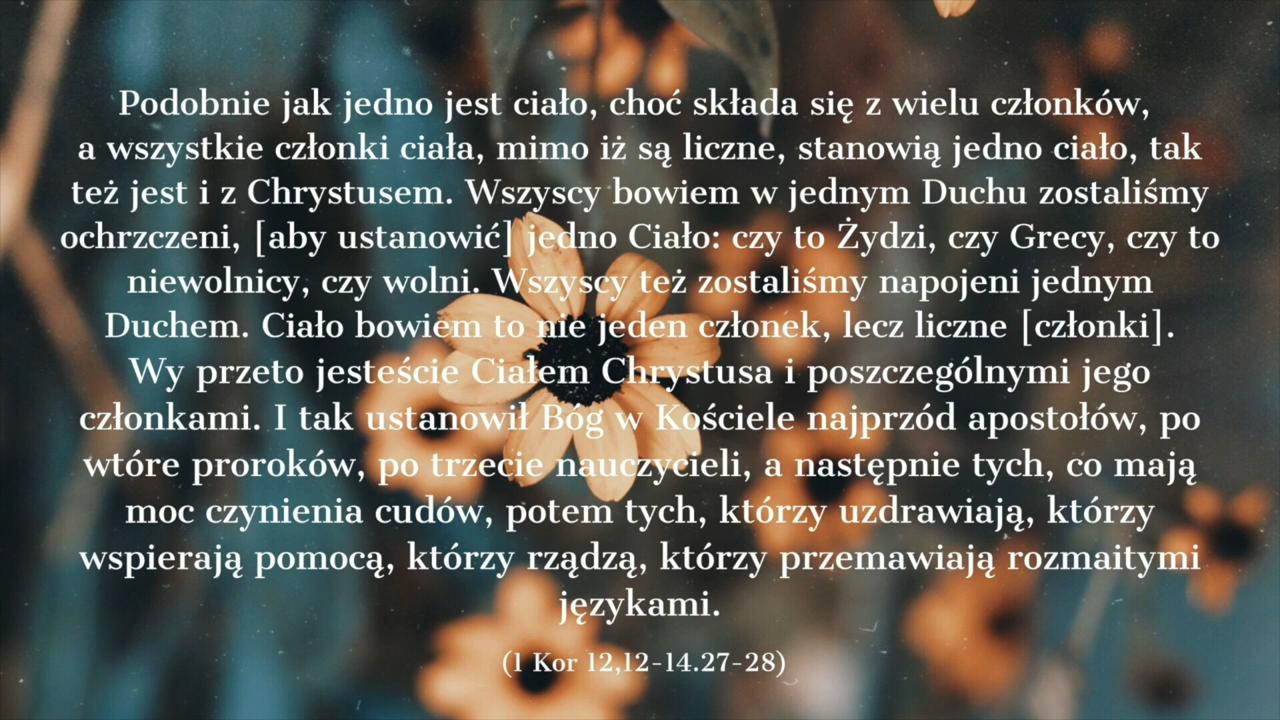 Podobnie jak jedno jest ciało, choć składa się z wielu członków,
a wszystkie członki ciała, mimo iż są liczne, stanowią jedno ciało, tak
też jest i z Chrystusem. Wszyscy bowiem w jednym Duchu zostaliśmy
ochrzczeni, [aby ustanowić] jedno Ciało: czy to Żydzi, czy Grecy, czy to
niewolnicy, czy wolni. Wszyscy też zostaliśmy napojeni jednym
Duchem. Ciało bowiem to nie jeden członek, lecz liczne [członki].
Wy przeto jesteście Ciałem Chrystusa i poszczególnymi jego
członkami. I tak ustanowił Bóg w Kościele najprzód apostołów, po
wtóre proroków, po trzecie nauczycieli, a następnie tych, co mają
moc czynienia cudów, potem tych, którzy uzdrawiają, którzy
wspierają pomocą, którzy rządzą, którzy przemawiają rozmaitymi
językami.
(1 Kor 12,12-14.27-28)